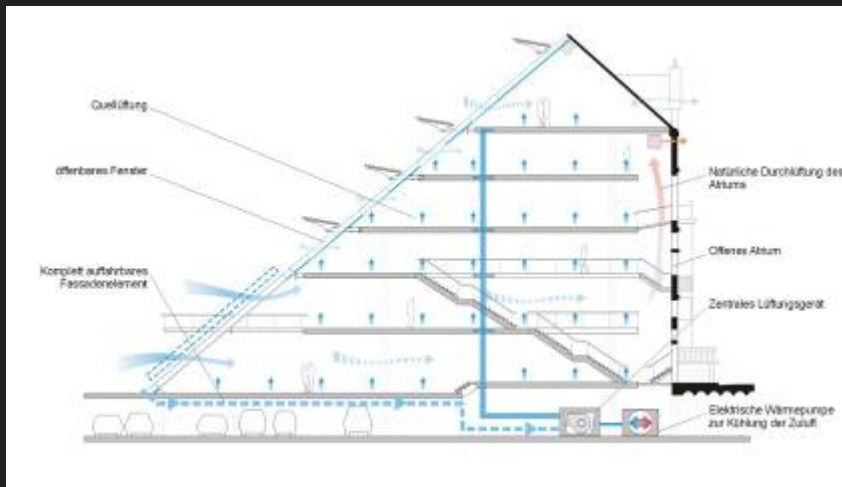 Quellüftung
öffenbares Fenster
Komplett auffahrbares
Fassadenelement
Natürliche Durchlüftung des
Atriums
Offenes Atrium
Zentrales Lüftungsgerät
Elektrische Wärmepumpe
zur Kühlung der Zuluft